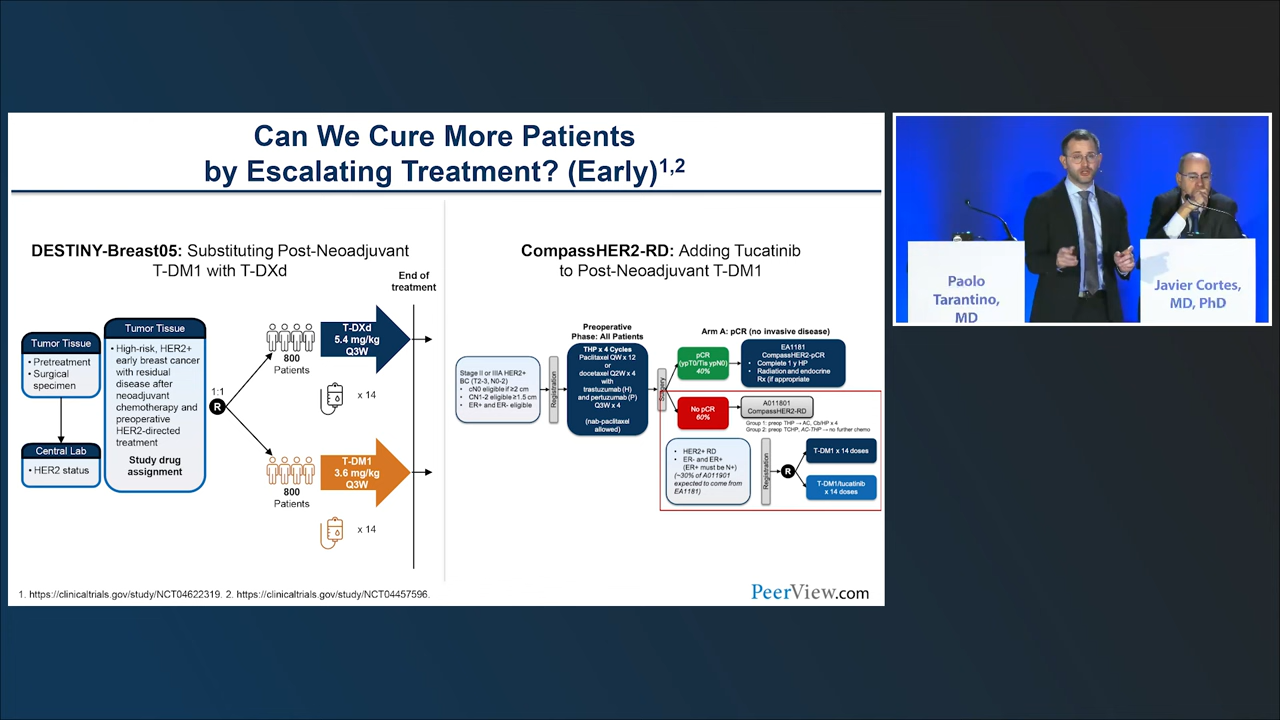 Can We Cure More Patients
by Escalating Treatment? (Early)1,2
DESTINY-Breast05: Substituting Post-Neoadjuvant
T-DM1 with T-DXd
End of
treatment
Tumor Tissue
• Pretreatment
• Surgical
specimen
Central Lab
• HER2 status
Tumor Tissue
• High-risk, HER2+
early breast cancer
with residual
disease after
neoadjuvant
chemotherapy and
preoperative
HER2-directed
treatment
Study drug
assignment
1:1
R
800
Patients
T-DXd
5.4 mg/kg
Q3W
x 14
800
Patients
T-DM1
3.6 mg/kg
Q3W
x 14
CompassHER2-RD: Adding Tucatinib
to Post-Neoadjuvant T-DM1
Stage II or IIIA HER2+
BC (T2-3, N0-2)
• cN0 eligible if ≥2 cm
• CN1-2 eligible ≥1.5 cm
• ER+ and ER- eligible
Registration
Preoperative
Phase: All Patients
THP x 4 Cycles
Paclitaxel QW x 12
or
docetaxel Q2W x 4
with
trastuzumab (H)
and pertuzumab (P)
Q3W x 4
(nab-paclitaxel
allowed)
Surgery
Arm A: pCR (no invasive disease)
pCR
(ypT0/Tis ypN0)
40%
EA1181
CompassHER2-pCR
• Complete 1 y HP
• Radiation and endocrine
Rx (if appropriate
No pCR
60%
A011801
CompassHER2-RD
Group 1: preop THP → AC, Cb/HP x 4
Group 2: preop TCHP, AC-THP → no further chemo
• HER2+ RD
• ER- and ER+
(ER+ must be N+)
(~30% of A011901
expected to come from
EA1181)
Registration
R
T-DM1 x 14 doses
T-DM1/tucatinib
x 14 doses
1. https://clinicaltrials.gov/study/NCT04622319. 2. https://clinicaltrials.gov/study/NCT04457596.
PeerView.com
Paolo
Tarantino,
MD
Javier Cortes,
MD, PhD